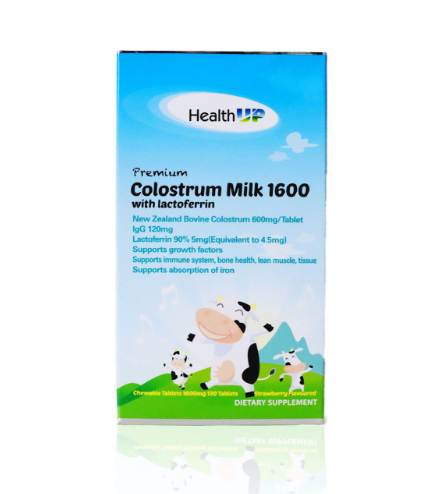 HealthUP
Premium
Colostrum Milk 1600
with lactoferrin
New Zealand Bovine Colostrum 600mg/Tablet
IgG 120mg
Lactoferrin 90% 5mg(Equivalent to 4.5mg)
Supports growth factors
Supports immune system, bone health, lean muscle, tissue
Supports absorption of iron
Chewable Tablets 1600mg 180 Tablets Strawberry Flavoured
DIETARY SUPPLEMENT